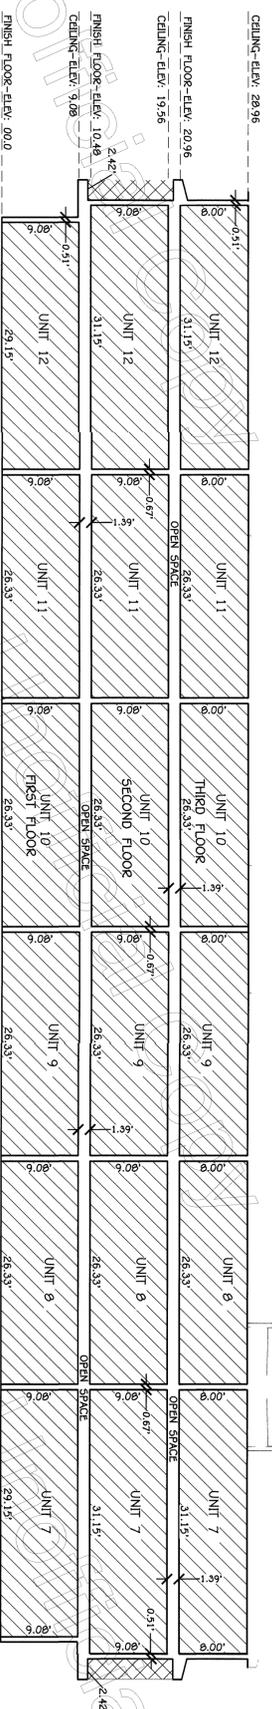 CEILING-ELEV: 28.96
FINISH FLOOR-ELEV: 20.96
CEILING-ELEV: 19.56
FINISH FLOOR-ELEV: 10.48
CEILING-ELEV: 9.08
FINISH FLOOR-ELEV: 00.0
0.51'
8.00'
UNIT 12
31.15'
8.00'
UNIT 11
26.33'
8.00'
UNIT 10
THIRD FLOOR
26.33'
1.39'
8.00'
UNIT 9
26.33'
8.00'
UNIT 8
26.33'
8.00'
UNIT 7
31.15'
1.39'
8.00'
OPEN SPACE
OPEN SPACE
2.42'
9.08'
UNIT 12
31.15'
0.67'
9.08'
UNIT 11
26.33'
1.39'
9.08'
UNIT 10
SECOND FLOOR
26.33'
0.67'
9.08'
UNIT 9
26.33'
1.39'
9.08'
UNIT 8
26.33'
0.67'
9.08'
UNIT 7
31.15'
0.51'
9.08'
2.42
OPEN SPACE
OPEN SPACE
0.51'
9.08'
UNIT 12
29.15'
9.08'
UNIT 11
26.33'
9.08'
UNIT 10
FIRST FLOOR
26.33'
9.08'
UNIT 9
26.33'
9.08'
UNIT 8
26.33'
9.08'
UNIT 7
29.15'
9.08'
Unofficial Copy